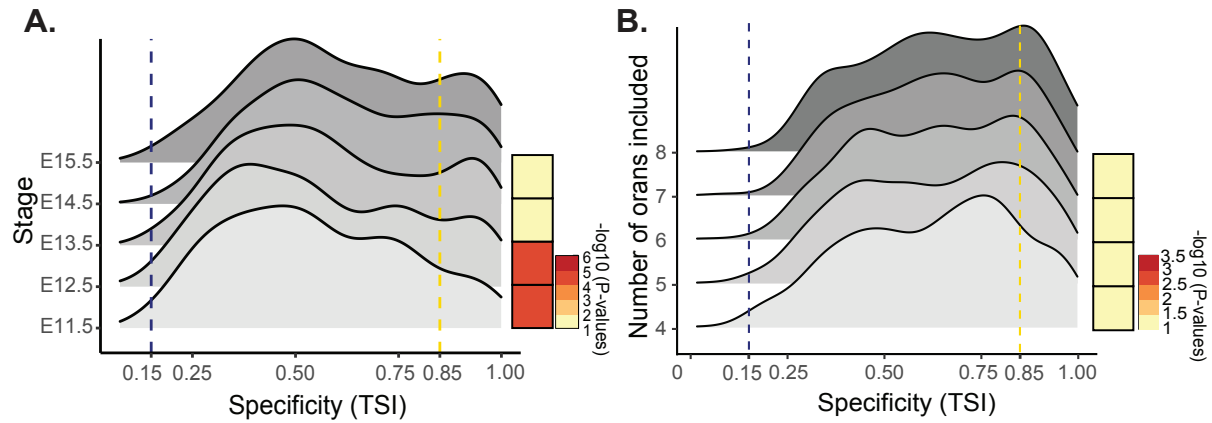 A.
Stage
E15.5
E14.5
E13.5
E12.5
E11.5
0.15 0.25 0.50 0.75 0.85 1.00
Specificity (TSI)
6
5
4
3
2
1
-log10 (P-values)
B.
Number of orans included
8
7
6
5
4
0 0.15 0.25 0.50 0.75 0.85 1.00
Specificity (TSI)
3.5
3
2.5
2
1.5
1
-log10 (P-values)